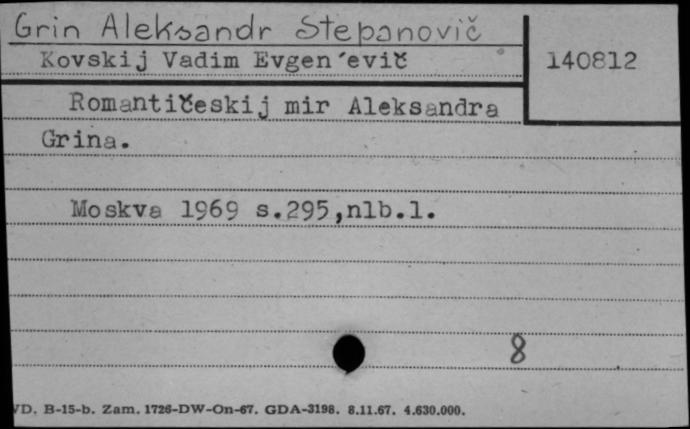 Grin Aleksandr Stepanovič
Kovskij Vadim Evgen´evič
140812
Romantičeskij mir Aleksandra
Grina.
Moskva 1969 s.295,nlb.l.
8
VD. B-15-b. Zam. 1726-DW-On-67. GDA-3198. 8.11.67. 4.630.000.